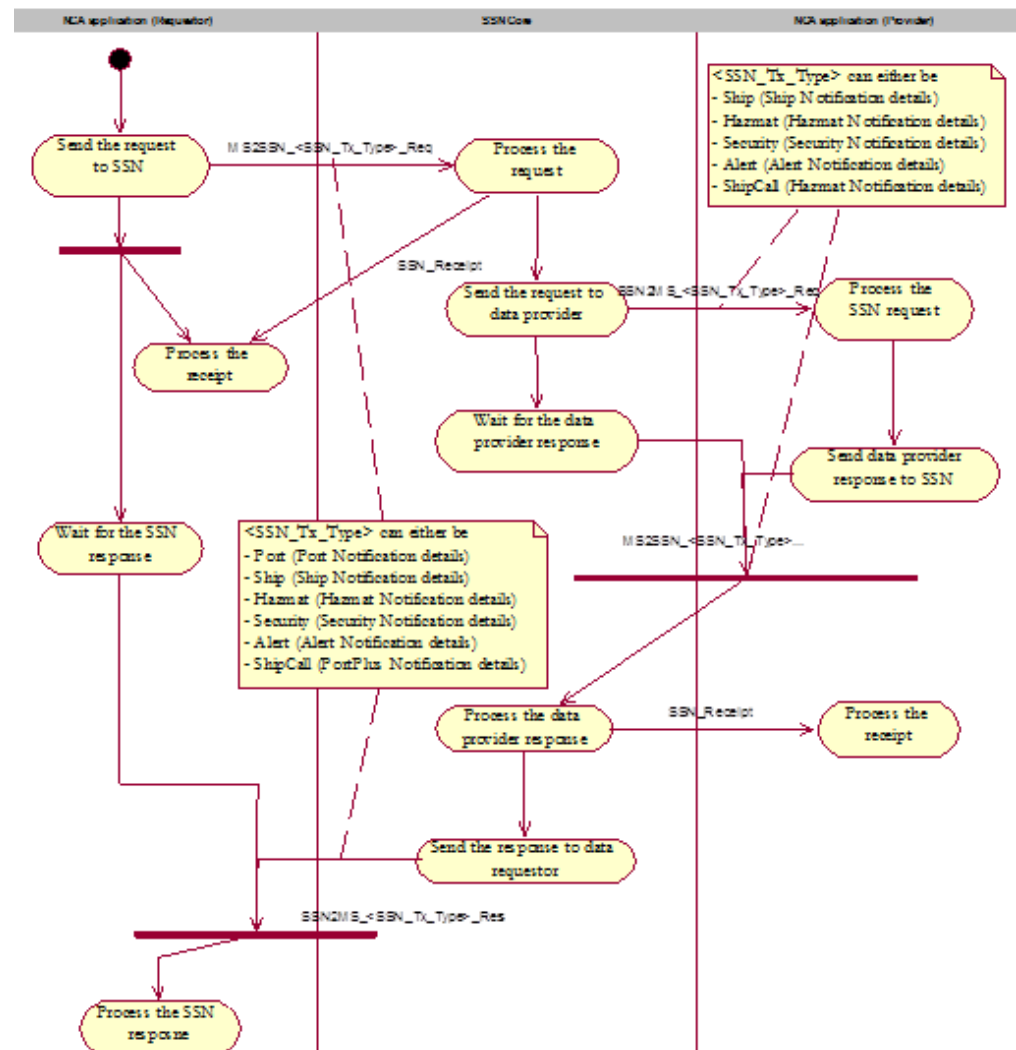 NCA application (Requestor)
SSN Core
NCA application (Provider)
<SSN_Tx_Type> can either be
- Ship (Ship Notification details)
- Hazmat (Hazmat Notification details)
- Security (Security Notification details)
- Alert (Alert Notification details)
- ShipCall (Hazmat Notification details)
Send the request
to SSN
MS2SSN_<SSN_Tx_Type>_Req
Process the
request
SSN_Receipt
Send the request to
data provider
SSN2MS_<SSN_Tx_Type>_Req
Process the
SSN request
Process the
receipt
Wait for the data
provider response
Send data provider
response to SSN
Wait for the SSN
response
<SSN_Tx_Type> can either be
- Port (Port Notification details)
- Ship (Ship Notification details)
- Hazmat (Hazmat Notification details)
- Security (Security Notification details)
- Alert (Alert Notification details)
- ShipCall (PortPlus Notification details)
MS2SSN_<SSN_Tx_Type>...
Process the data
provider response
SSN_Receipt
Process the
receipt
Send the response to data
requestor
SSN2MS_<SSN_Tx_Type>_Res
Process the SSN
resposne